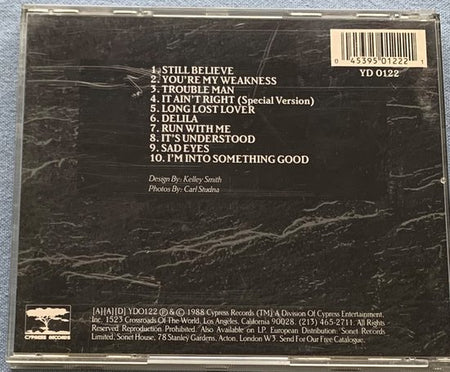 0 45395 01222 1
YD 0122
1. STILL BELIEVE
2. YOU'RE MY WEAKNESS
3. TROUBLE MAN
4. IT AIN'T RIGHT (Special Version)
5. LONG LOST LOVER
6. DELILA
7. RUN WITH ME
8. IT'S UNDERSTOOD
9. SAD EYES
10. I'M INTO SOMETHING GOOD
Design By: Kelley Smith
Photos By: Carl Studna
CYPRESS RECORDS
[A][A][D] YD0122 Ⓟ & © 1988 Cypress Records (TM) A Division Of Cypress Entertainment,
Inc. 1523 Crossroads Of The World, Los Angeles, California 90028. (213) 465-2711. All Rights
Reserved Reproduction Prohibited. Also Available on L.P. European Distribution: Sonet Records
Limited, Sonet House, 78 Stanley Gardens, Acton, London W3. Send For Our Free Catalogue.